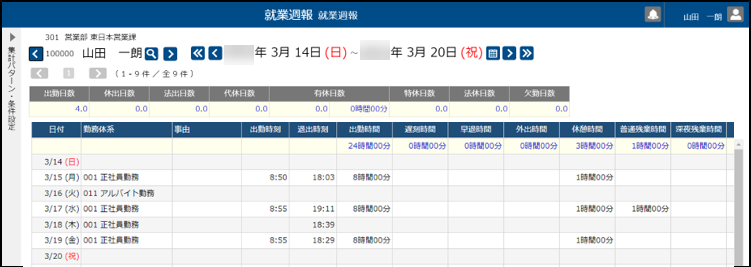 就業週報 就業週報
山田 一朗
集計パターン・条件設定
301 営業部 東日本営業課
100000 山田 一朗 年 3月 14日 (日) ~ 年 3月 20日 (祝)
1 ( 1 - 9 件 ／ 全 9 件 )
出勤日数 休出日数 法出日数 代休日数 有休日数 特休日数 法休日数 欠勤日数
4.0 0.0 0.0 0.0 0.0 0時間00分 0.0 0.0 0.0
日付 勤務体系 事由 出勤時刻 退出時刻 出勤時間 遅刻時間 早退時間 外出時間 休憩時間 普通残業時間 深夜残業時間
24時間00分 0時間00分 0時間00分 0時間00分 3時間00分 1時間00分 0時間00分
3/14 (日)
3/15 (月) 001 正社員勤務 8:50 18:03 8時間00分 1時間00分
3/16 (火) 011 アルバイト勤務
3/17 (水) 001 正社員勤務 8:55 19:11 8時間00分 1時間00分 1時間00分
3/18 (木) 001 正社員勤務 18:39
3/19 (金) 001 正社員勤務 8:55 18:29 8時間00分 1時間00分
3/20 (祝)